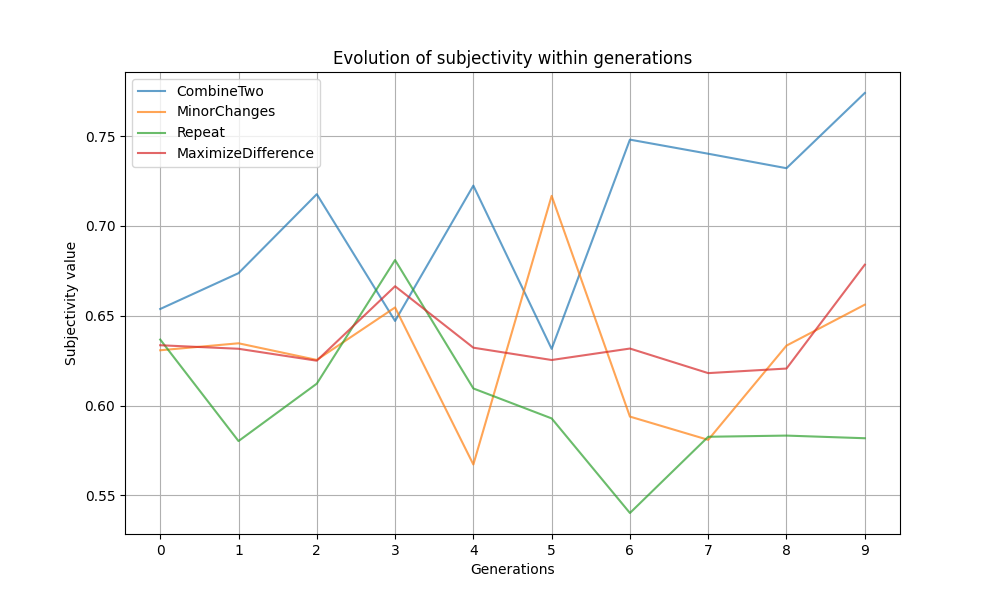 Evolution of subjectivity within generations
CombineTwo
MinorChanges
Repeat
MaximizeDifference
Subjectivity value
0.75
0.70
0.65
0.60
0.55
0 1 2 3 4 5 6 7 8 9
Generations